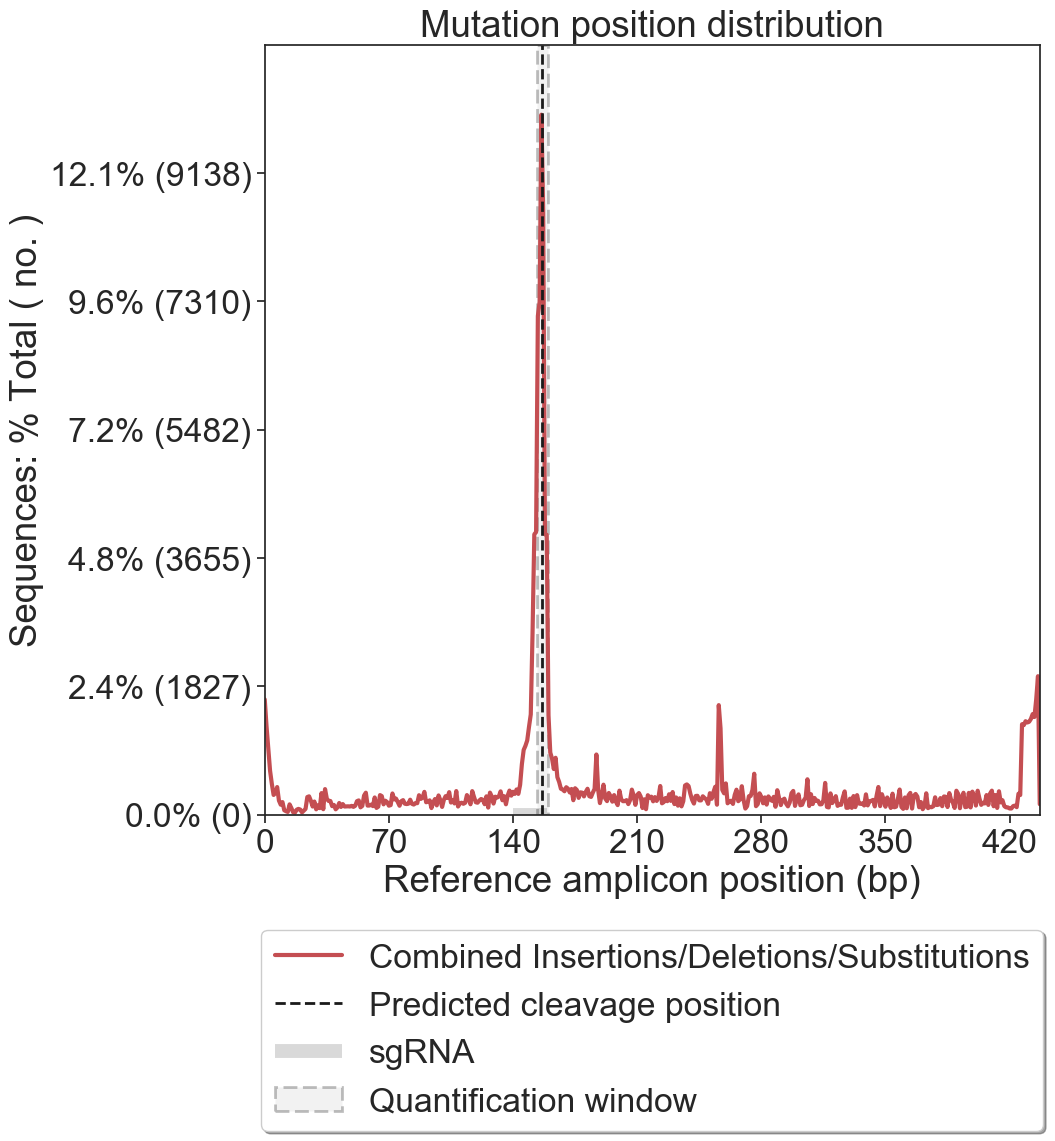 Mutation position distribution
Sequences: % Total ( no. )
12.1% (9138)
9.6% (7310)
7.2% (5482)
4.8% (3655)
2.4% (1827)
0.0% (0)
0 70 140 210 280 350 420
Reference amplicon position (bp)
Combined Insertions/Deletions/Substitutions
Predicted cleavage position
sgRNA
Quantification window